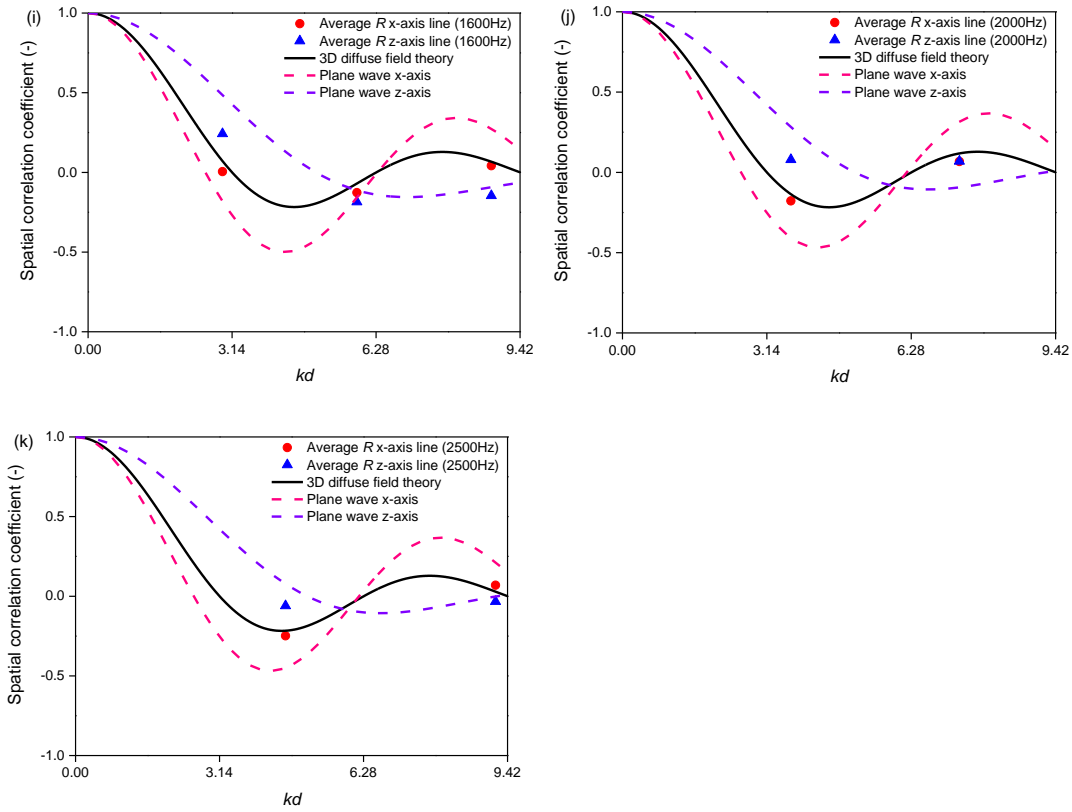 (i)
Average R x-axis line (1600Hz)
Average R z-axis line (1600Hz)
3D diffuse field theory
Plane wave x-axis
Plane wave z-axis
Spatial correlation coefficient (-)
1.0
0.5
0.0
-0.5
-1.0
0.00
3.14
6.28
9.42
kd
(j)
Average R x-axis line (2000Hz)
Average R z-axis line (2000Hz)
3D diffuse field theory
Plane wave x-axis
Plane wave z-axis
Spatial correlation coefficient (-)
1.0
0.5
0.0
-0.5
-1.0
0.00
3.14
6.28
9.42
kd
(k)
Average R x-axis line (2500Hz)
Average R z-axis line (2500Hz)
3D diffuse field theory
Plane wave x-axis
Plane wave z-axis
Spatial correlation coefficient (-)
1.0
0.5
0.0
-0.5
-1.0
0.00
3.14
6.28
9.42
kd